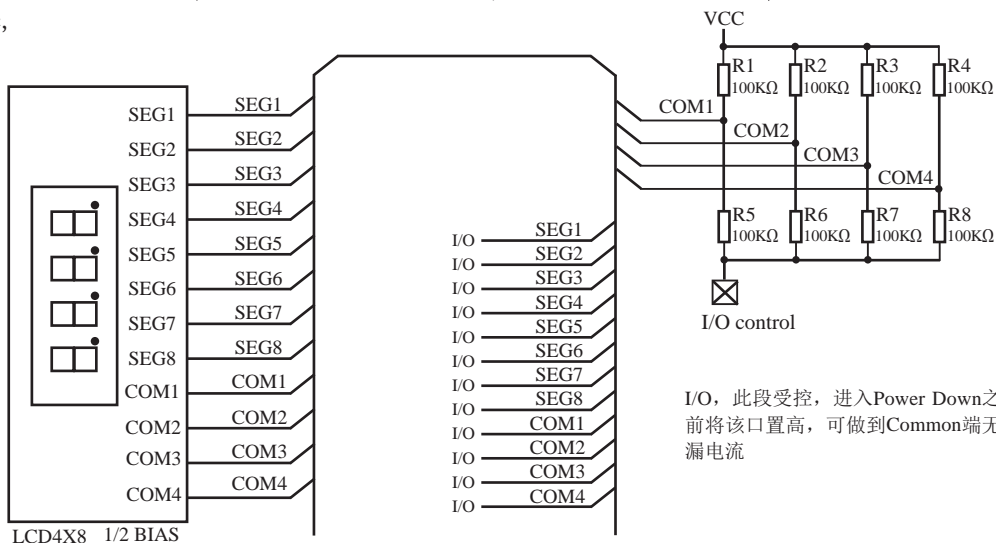 VCC
R1
100KΩ
R2
100KΩ
R3
100KΩ
R4
100KΩ
COM1
COM2
COM3
COM4
R5
100KΩ
R6
100KΩ
R7
100KΩ
R8
100KΩ
I/O control
I/O，此段受控，进入Power Down之
前将该口置高，可做到Common端无
漏电流
SEG1
SEG2
SEG3
SEG4
SEG5
SEG6
SEG7
SEG8
COM1
COM2
COM3
COM4
SEG1
SEG2
SEG3
SEG4
SEG5
SEG6
SEG7
SEG8
COM1
COM2
COM3
COM4
I/O SEG1
I/O SEG2
I/O SEG3
I/O SEG4
I/O SEG5
I/O SEG6
I/O SEG7
I/O SEG8
I/O COM1
I/O COM2
I/O COM3
I/O COM4
LCD4X8 1/2 BIAS